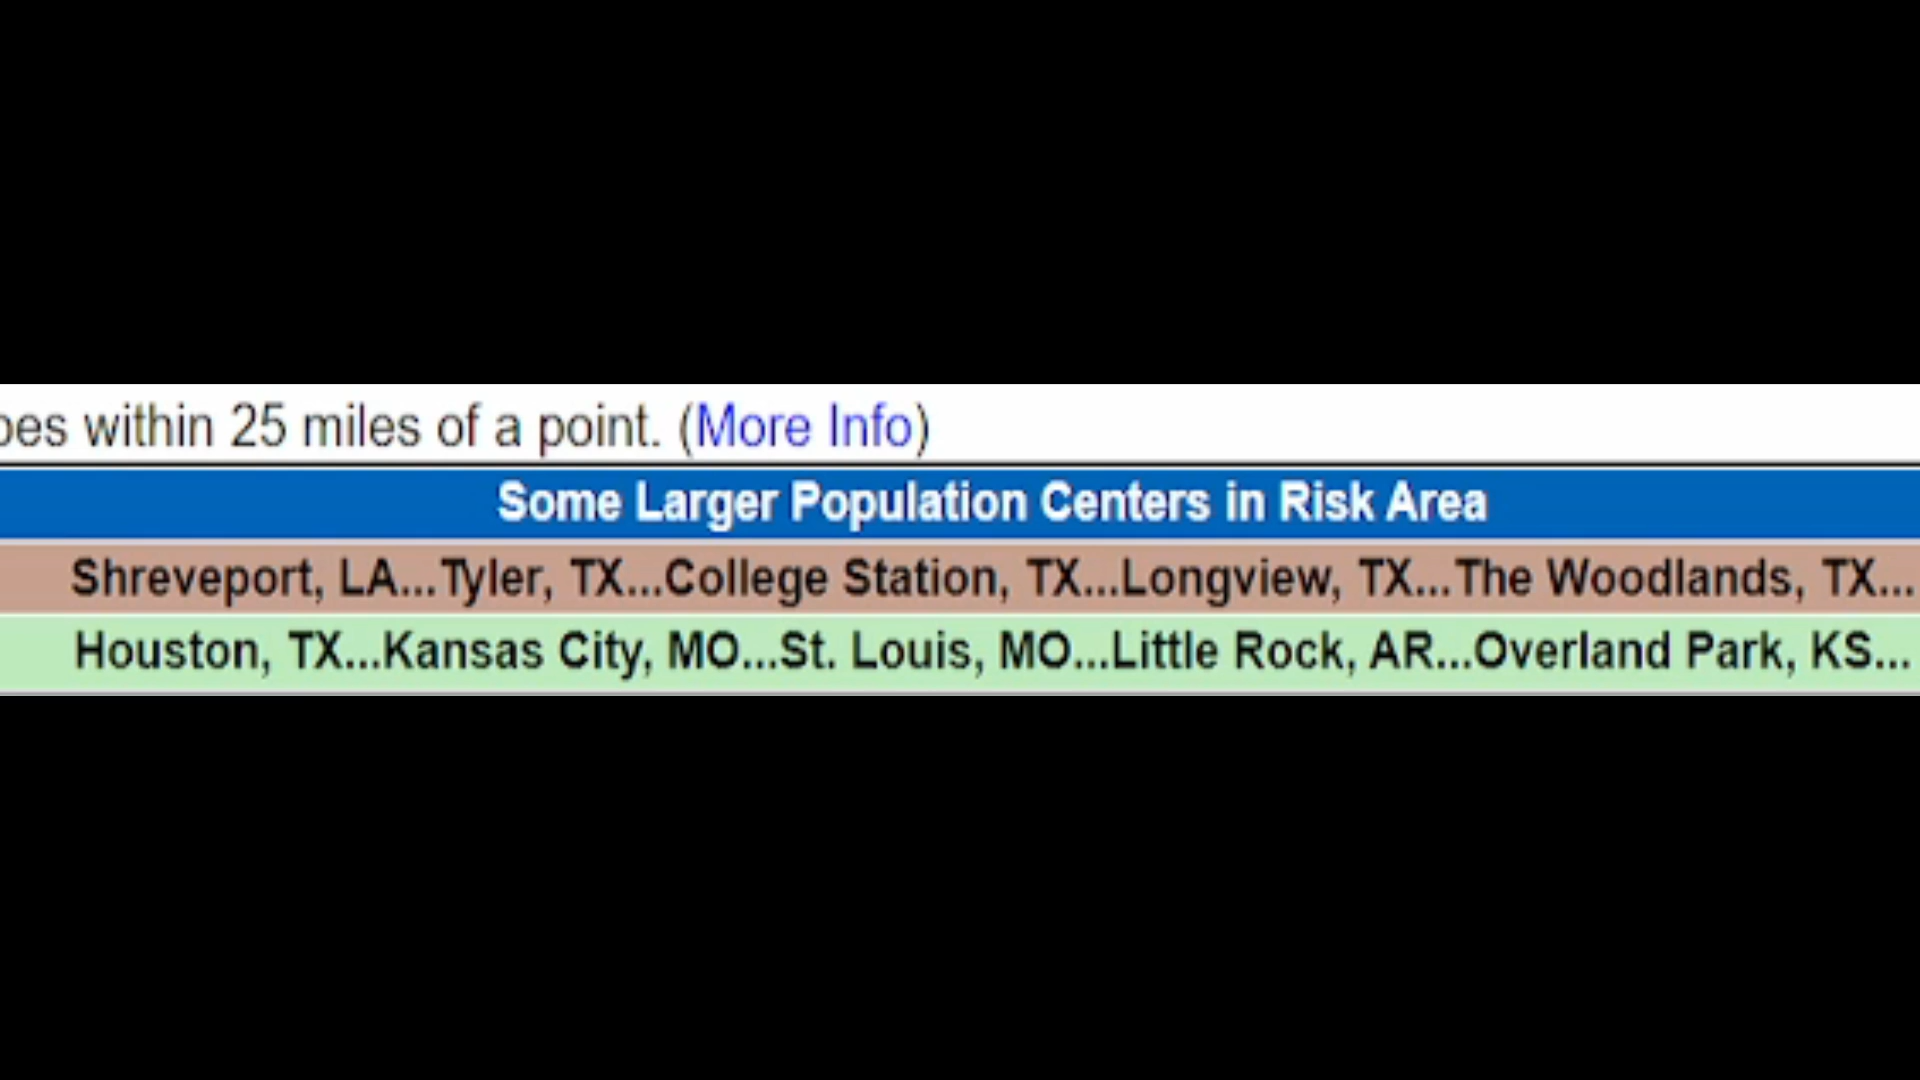 within 25 miles of a point. (More Info)
Some Larger Population Centers in Risk Area
Shreveport, LA...Tyler, TX...College Station, TX...Longview, TX...The Woodlands, TX...
Houston, TX...Kansas City, MO...St. Louis, MO...Little Rock, AR...Overland Park, KS...